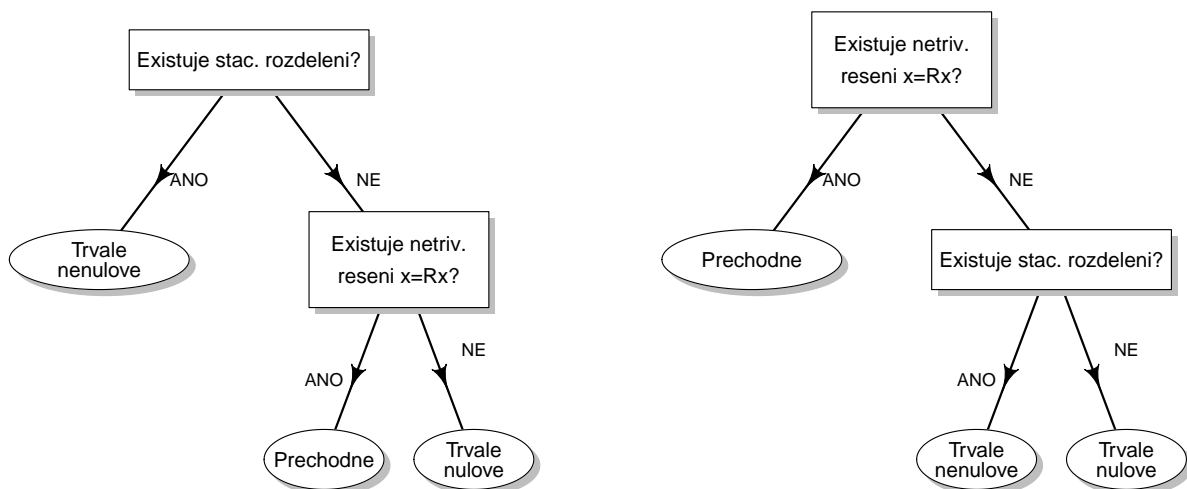 Existuje stac. rozdeleni?
ANO
NE
Trvale
nenulove
Existuje netriv.
reseni x=Rx?
ANO
NE
Prechodne
Trvale
nulove
Existuje netriv.
reseni x=Rx?
ANO
NE
Prechodne
Existuje stac. rozdeleni?
ANO
NE
Trvale
nenulove
Trvale
nulove